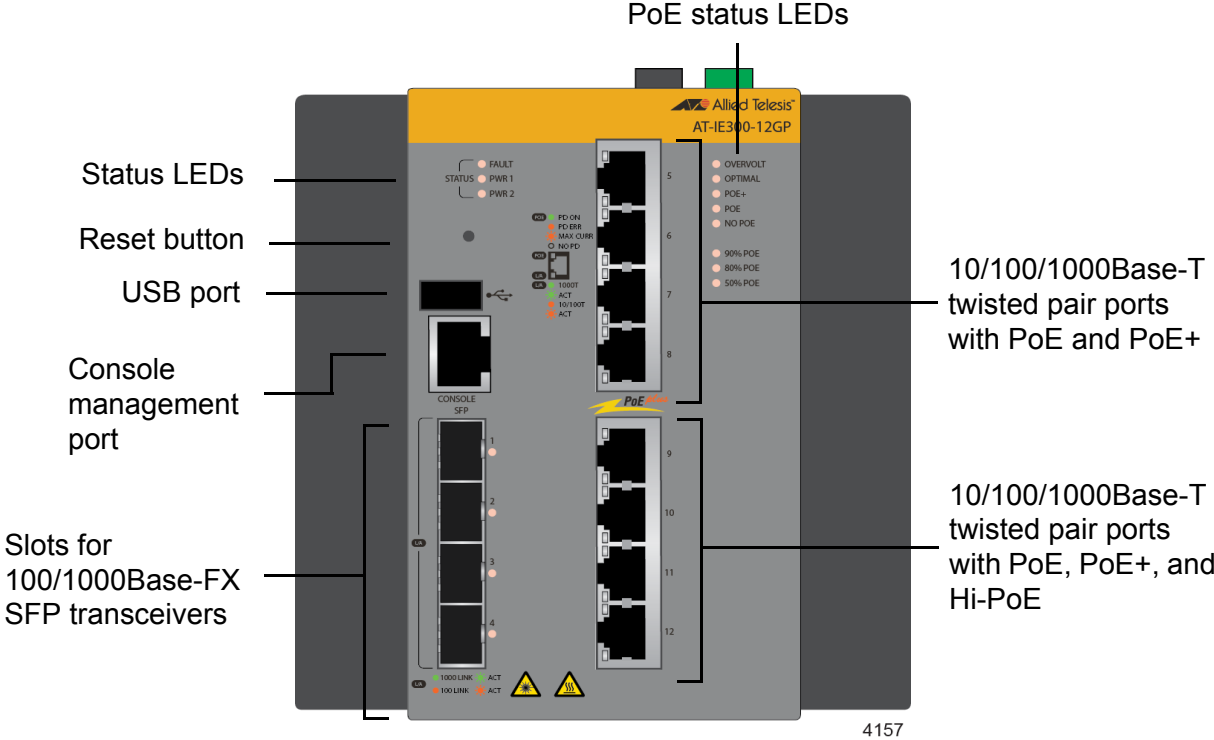 PoE status LEDs
Allied Telesis
AT-IE300-12GP
Status LEDs
Reset button
USB port
Console
management
port
Slots for
100/1000Base-FX
SFP transceivers
STATUS
FAULT
PWR 1
PWR 2
POE
PD ON
PD ERR
MAX CURR
NO PD
POE
L/A
L/A
1000T
ACT
10/100T
ACT
CONSOLE
SFP
1
2
L/A
3
4
L/A
1000 LINK
ACT
100 LINK
ACT
5
6
7
8
PoE plus
9
10
11
12
OVERVOLT
OPTIMAL
POE+
POE
NO POE
90% POE
80% POE
50% POE
10/100/1000Base-T
twisted pair ports
with PoE and PoE+
10/100/1000Base-T
twisted pair ports
with PoE, PoE+, and
Hi-PoE
4157